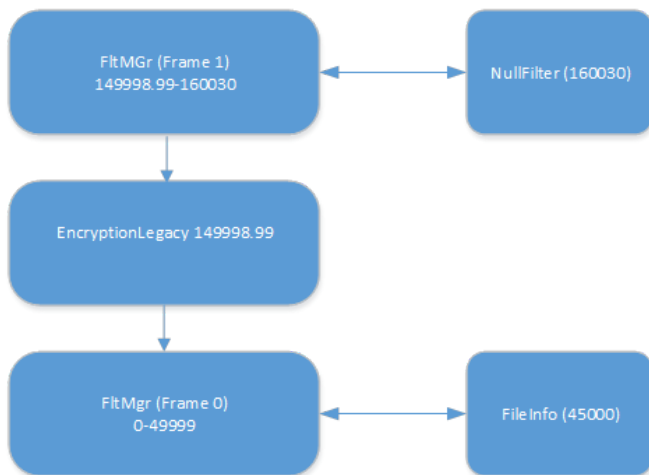 FltMGr (Frame 1)
149998.99-160030
NullFilter (160030)
EncryptionLegacy 149998.99
FltMgr (Frame 0)
0-49999
FileInfo (45000)